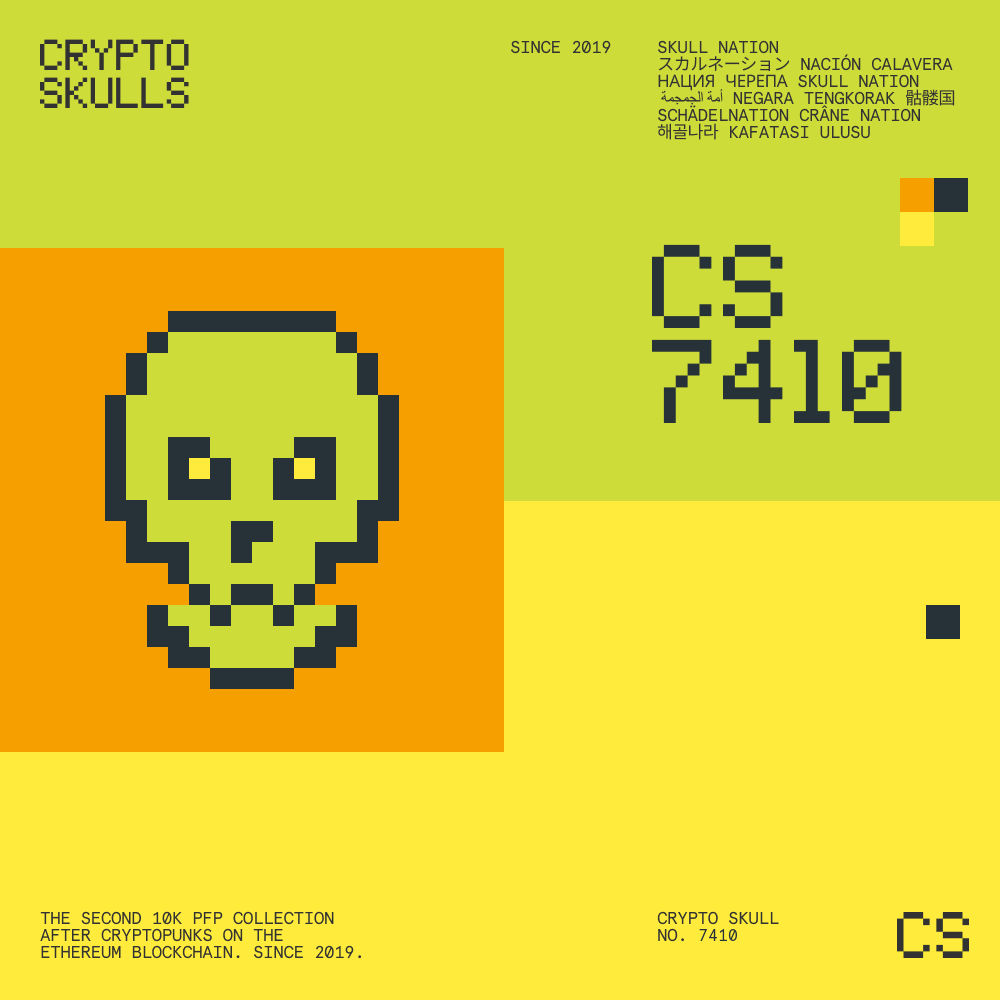 CRYPTO
SKULLS
SINCE 2019
SKULL NATION
スカルネーション NACIÓN CALAVERA
НАЦИЯ ЧЕРЕПА SKULL NATION
أمة الجمجمة NEGARA TENGKORAK 骷髅国
SCHÄDELNATION CRÂNE NATION
해골나라 KAFATASI ULUSU
CS
7410
THE SECOND 10K PFP COLLECTION
AFTER CRYPTOPUNKS ON THE
ETHEREUM BLOCKCHAIN. SINCE 2019.
CRYPTO SKULL
NO. 7410
CS